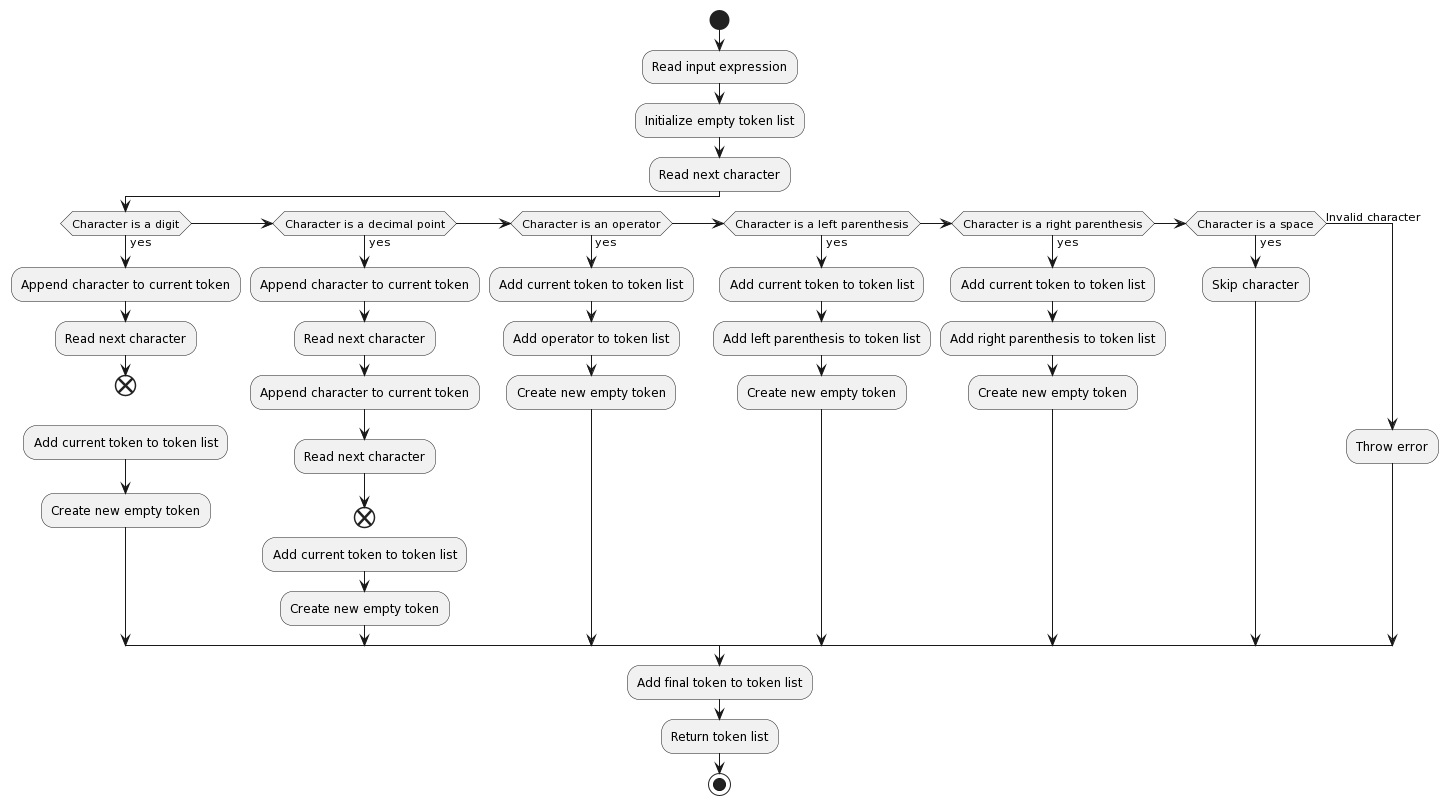 Read input expression
Initialize empty token list
Read next character
Character is a digit
Character is a decimal point
Character is an operator
Character is a left parenthesis
Character is a right parenthesis
Character is a space
Invalid character
yes
yes
yes
yes
yes
yes
Append character to current token
Append character to current token
Add current token to token list
Add current token to token list
Add current token to token list
Skip character
Read next character
Read next character
Add operator to token list
Add left parenthesis to token list
Add right parenthesis to token list
Append character to current token
Create new empty token
Create new empty token
Create new empty token
Add current token to token list
Read next character
Throw error
Create new empty token
Add current token to token list
Create new empty token
Add final token to token list
Return token list